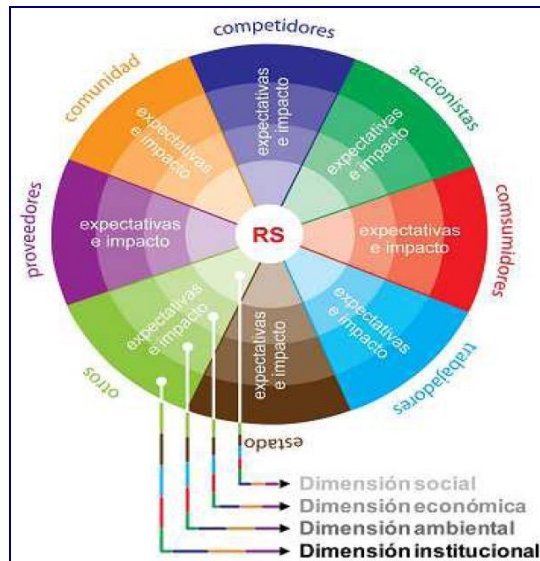 competidores
accionistas
comsumidores
trabajadores
estado
otros
proveedores
comunidad
expectativas
e impacto
expectativas
e impacto
expectativas
e impacto
expectativas
e impacto
expectativas
e impacto
expectativas
e impacto
expectativas
e impacto
expectativas
e impacto
RS
Dimensión social
Dimensión económica
Dimensión ambiental
Dimensión institucional